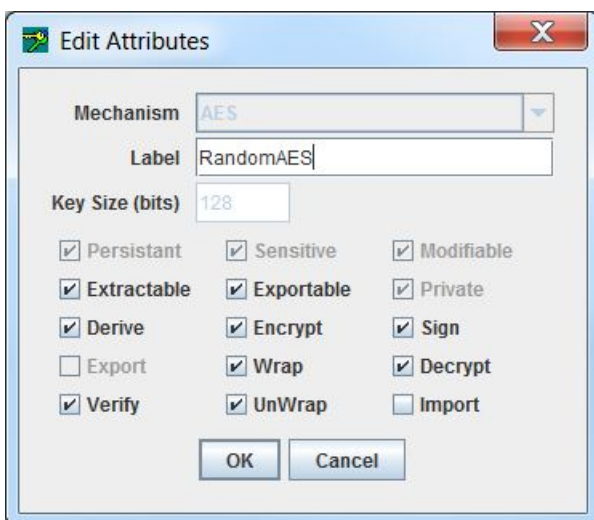 Edit Attributes
Mechanism AES
Label RandomAES
Key Size (bits) 128
Persistant Sensitive Modifiable
Extractable Exportable Private
Derive Encrypt Sign
Export Wrap Decrypt
Verify UnWrap Import
OK Cancel